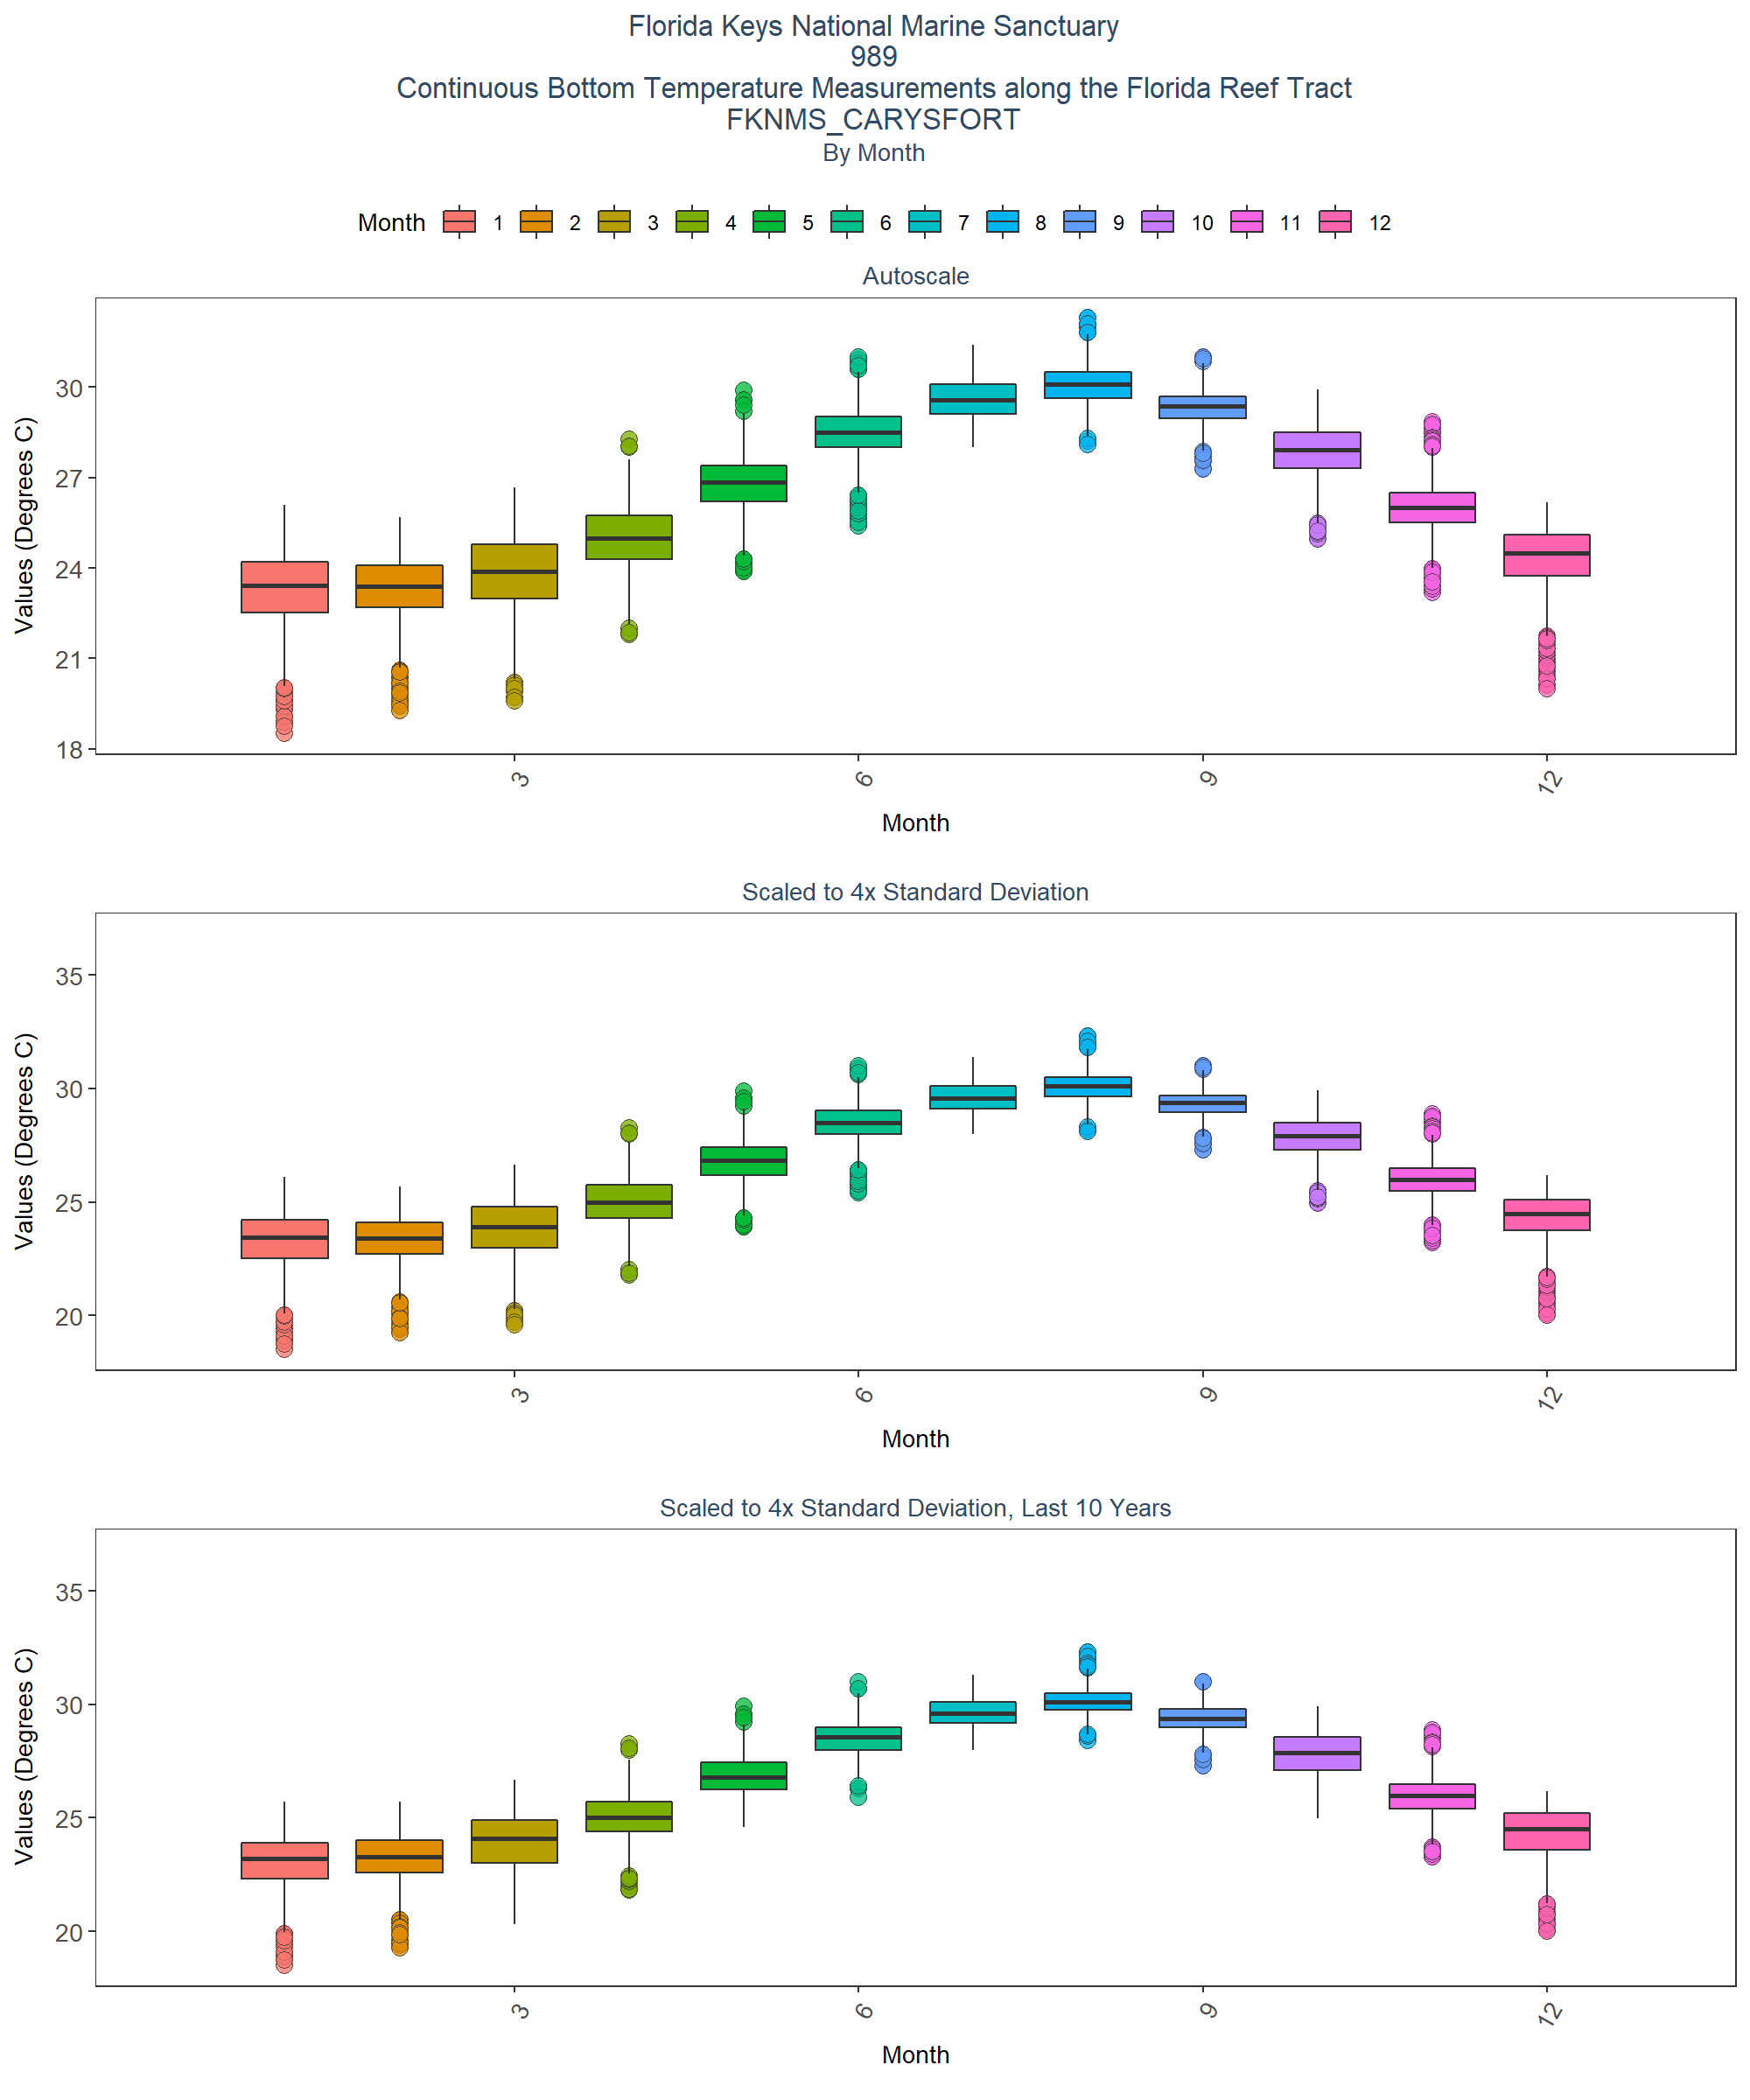 Florida Keys National Marine Sanctuary
989
Continuous Bottom Temperature Measurements along the Florida Reef Tract
FKNMS_CARYSFORT
By Month
Month 1 2 3 4 5 6 7 8 9 10 11 12
Autoscale
Values (Degrees C)
30
27
24
21
18
3 6 9 12
Month
Scaled to 4x Standard Deviation
Values (Degrees C)
35
30
25
20
3 6 9 12
Month
Scaled to 4x Standard Deviation, Last 10 Years
Values (Degrees C)
35
30
25
20
3 6 9 12
Month